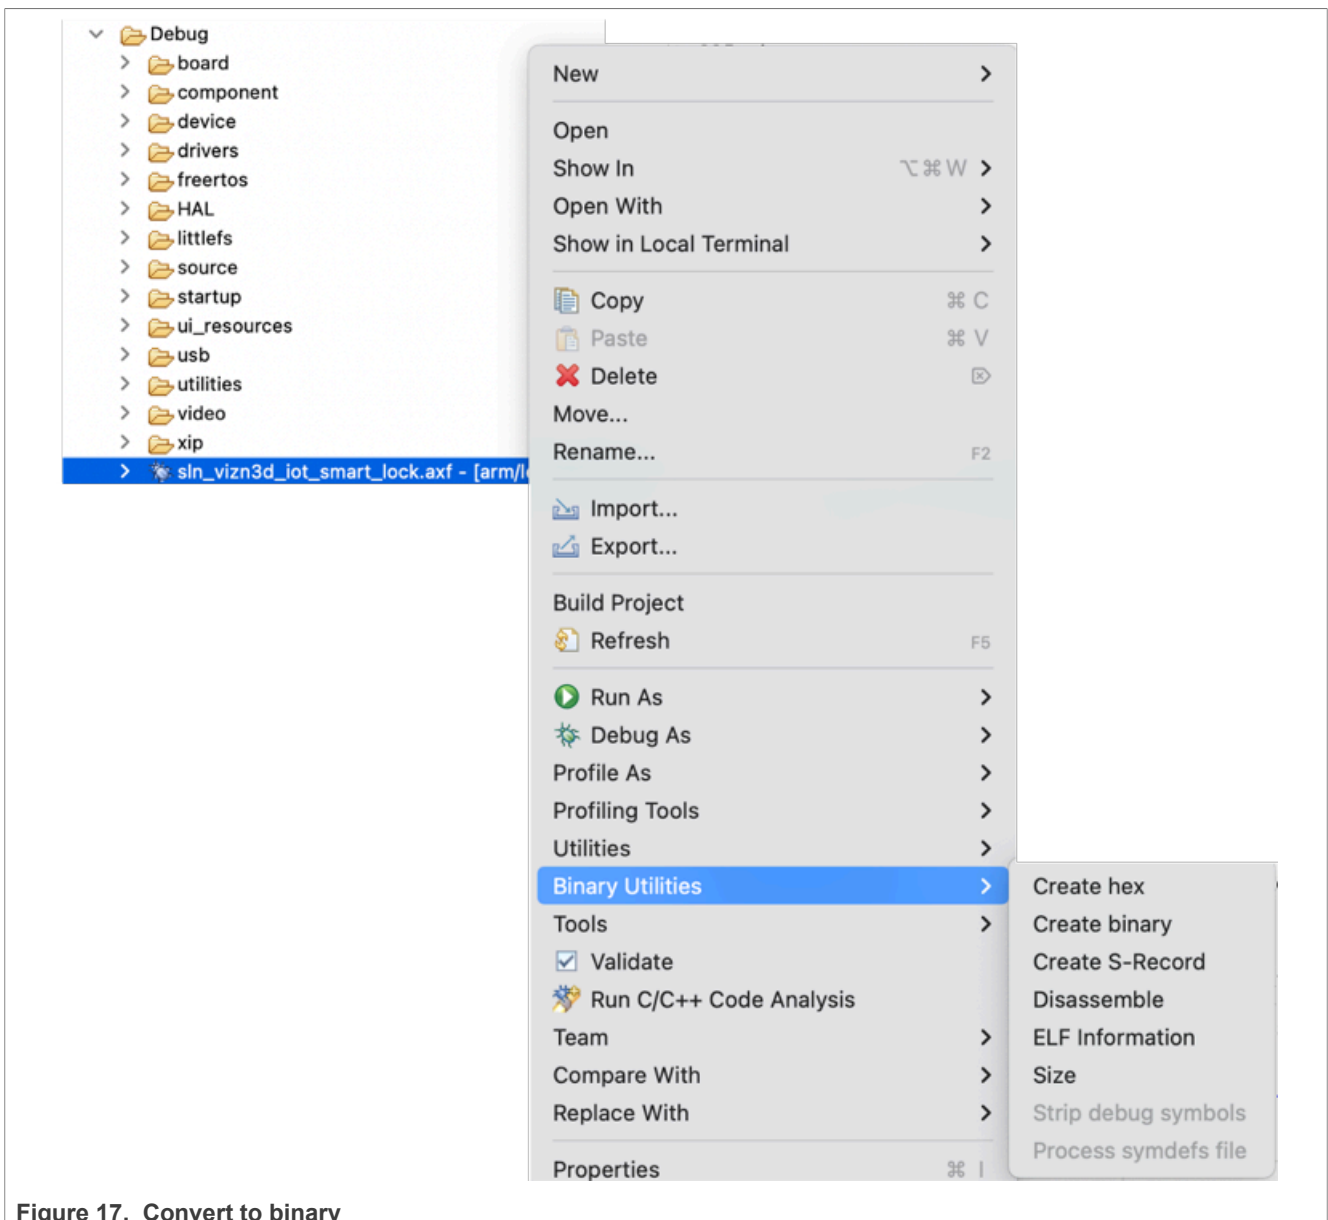 Debug
board
component
device
drivers
freertos
HAL
littlefs
source
startup
ui_resources
usb
utilities
video
xip
sln_vizn3d_iot_smart_lock.axf - [arm/l
New
Open
Show In ⌥⌘W
Open With
Show in Local Terminal
Copy ⌘ C
Paste ⌘ V
Delete
Move...
Rename... F2
Import...
Export...
Build Project
Refresh F5
Run As
Debug As
Profile As
Profiling Tools
Utilities
Binary Utilities
Tools
Validate
Run C/C++ Code Analysis
Team
Compare With
Replace With
Properties ⌘ I
Create hex
Create binary
Create S-Record
Disassemble
ELF Information
Size
Strip debug symbols
Process symdefs file
Figure 17. Convert to binary